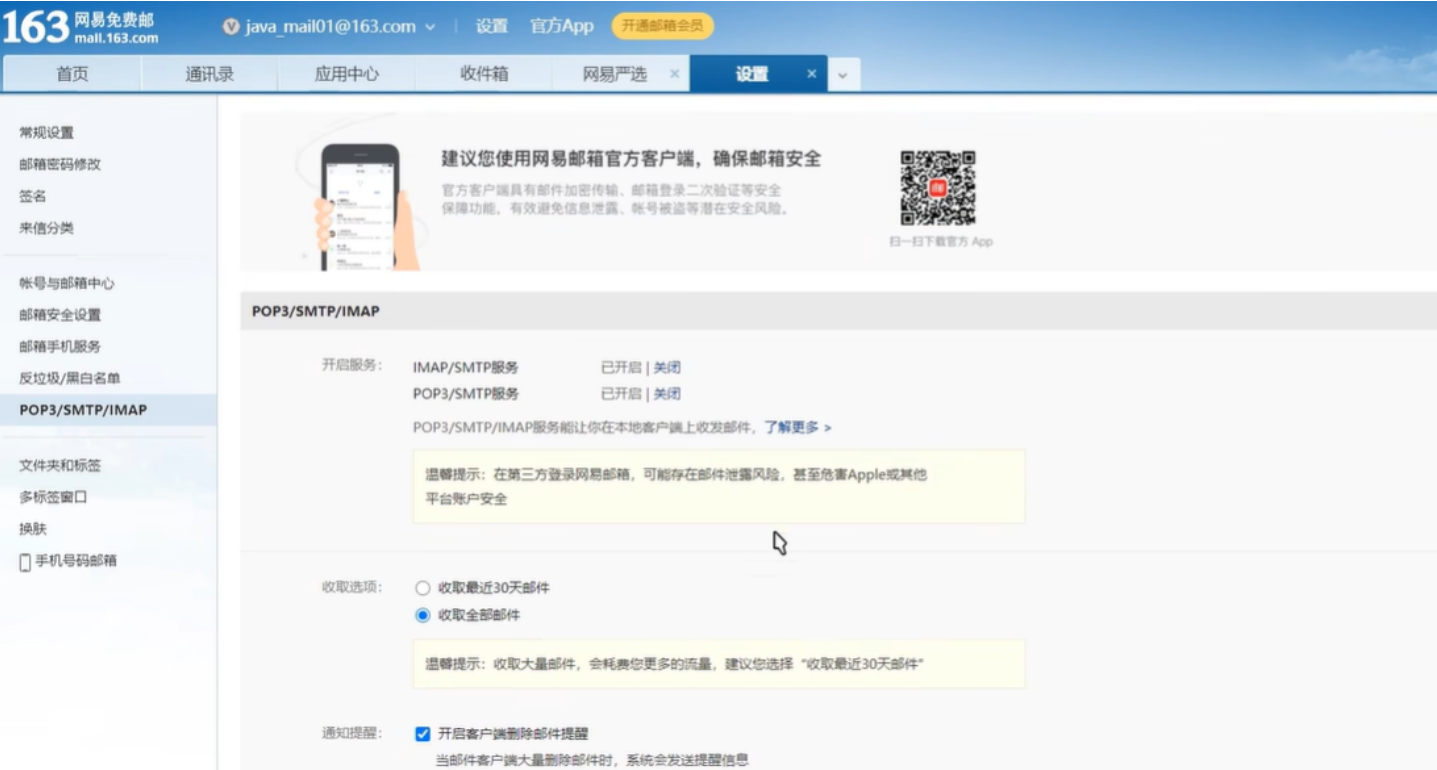 163 网易免费邮
mail.163.com
java_mail01@163.com
设置
官方App
开通邮箱会员
首页
通讯录
应用中心
收件箱
网易严选 ×
设置 ×
常规设置
邮箱密码修改
签名
来信分类
帐号与邮箱中心
邮箱安全设置
邮箱手机服务
反垃圾/黑白名单
POP3/SMTP/IMAP
文件夹和标签
多标签窗口
换肤
手机号码邮箱
建议您使用网易邮箱官方客户端，确保邮箱安全
官方客户端具有邮件加密传输、邮箱登录二次验证等安全
保障功能，有效避免信息泄露、帐号被盗等潜在安全风险。
扫一扫下载官方 App
POP3/SMTP/IMAP
开启服务：
IMAP/SMTP服务 已开启 | 关闭
POP3/SMTP服务 已开启 | 关闭
POP3/SMTP/IMAP服务能让你在本地客户端上收发邮件，了解更多 >
温馨提示：在第三方登录网易邮箱，可能存在邮件泄露风险，甚至危害Apple或其他
平台账户安全
收取选项：
收取最近30天邮件
收取全部邮件
温馨提示：收取大量邮件，会耗费您更多的流量，建议您选择“收取最近30天邮件”
通知提醒：
开启客户端删除邮件提醒
当邮件客户端大量删除邮件时，系统会发送提醒信息